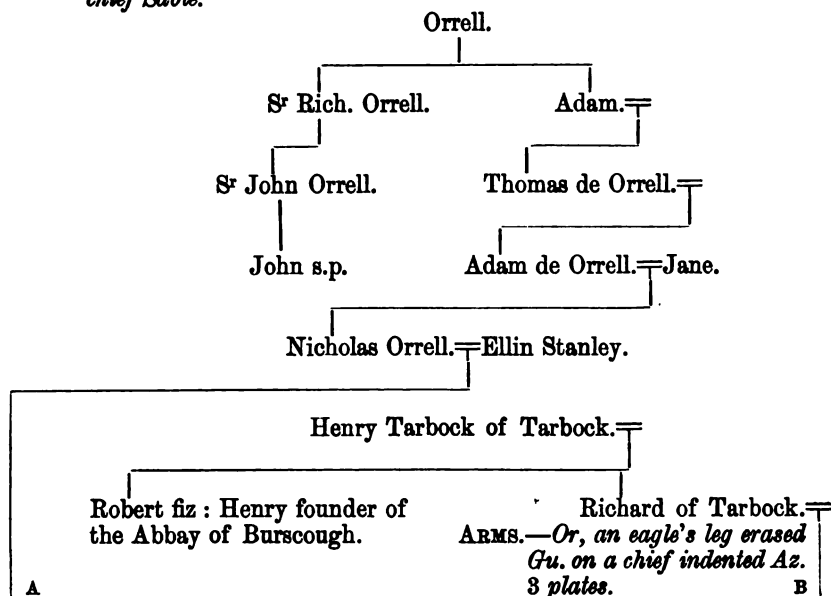 chief Sable.
Orrell.
Sr Rich. Orrell. Adam.
Sr John Orrell. Thomas de Orrell.
John s.p. Adam de Orrell. Jane.
Nicholas Orrell. Ellin Stanley.
Henry Tarbock of Tarbock.
Robert fiz : Henry founder of
the Abbay of Burscough.
Richard of Tarbock.
ARMS.—Or, an eagle's leg erased
Gu. on a chief indented Az.
3 plates.
A B